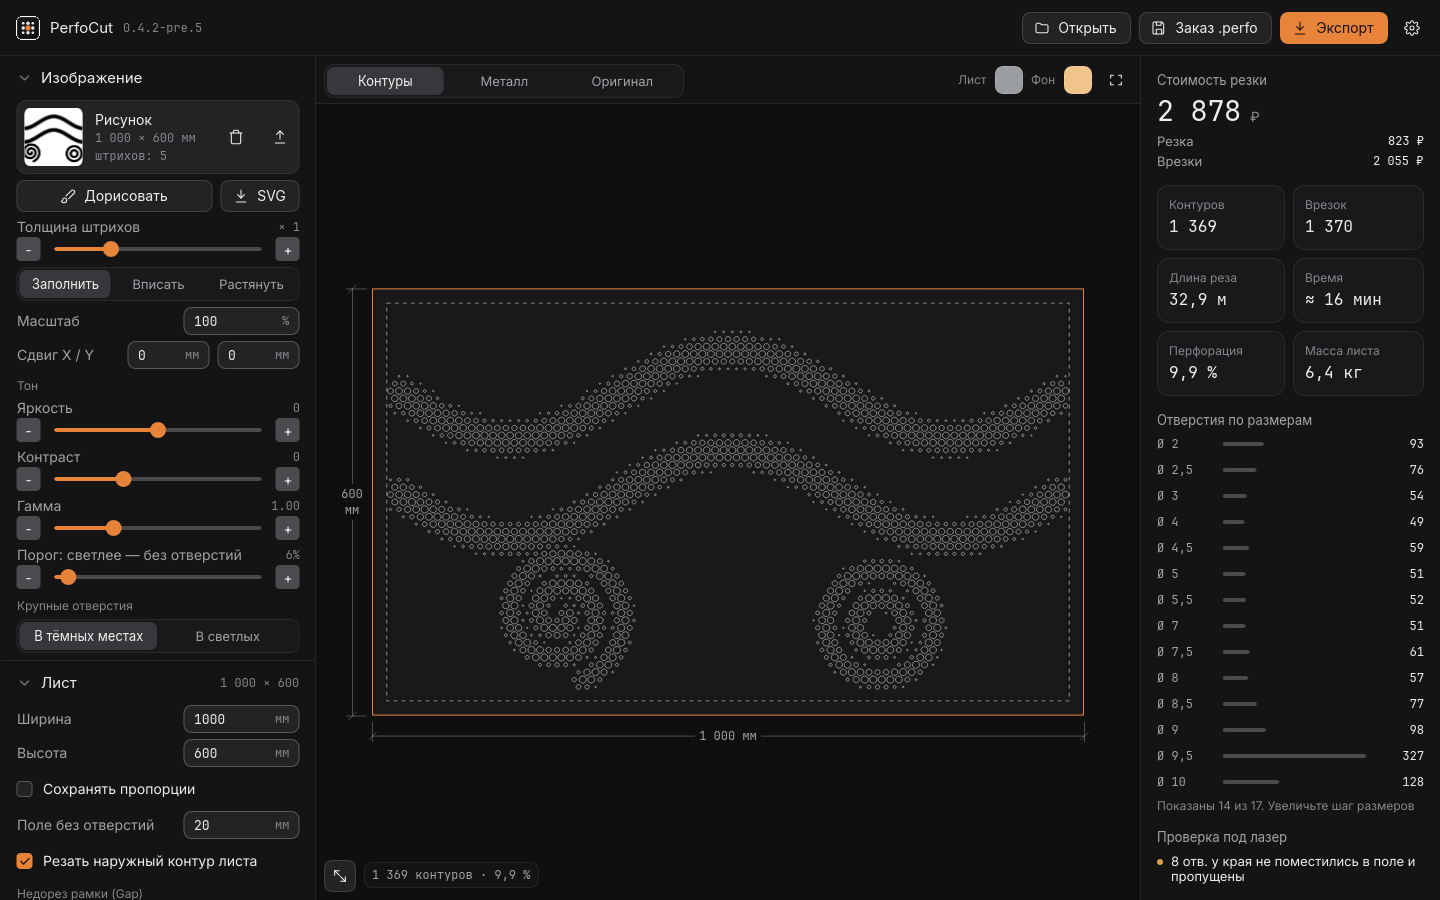 PerfoCut 0.4.2-pre.5
Открыть
Заказ .perfo
Экспорт
Изображение
Рисунок
1 000 × 600 мм
штрихов: 5
Дорисовать
SVG
Толщина штрихов × 1
- +
Заполнить Вписать Растянуть
Масштаб 100 %
Сдвиг X / Y 0 мм 0 мм
Тон
Яркость 0
- +
Контраст 0
- +
Гамма 1.00
- +
Порог: светлее — без отверстий 6%
- +
Крупные отверстия
В тёмных местах В светлых
Лист 1 000 × 600
Ширина 1000 мм
Высота 600 мм
Сохранять пропорции
Поле без отверстий 20 мм
Резать наружный контур листа
Недорез рамки (Gap)
Контуры Металл Оригинал
Лист Фон
600
мм
1 000 мм
1 369 контуров · 9,9 %
Стоимость резки
2 878 ₽
Резка 823 ₽
Врезки 2 055 ₽
Контуров
1 369
Врезок
1 370
Длина реза
32,9 м
Время
≈ 16 мин
Перфорация
9,9 %
Масса листа
6,4 кг
Отверстия по размерам
Ø 2 93
Ø 2,5 76
Ø 3 54
Ø 4 49
Ø 4,5 59
Ø 5 51
Ø 5,5 52
Ø 7 51
Ø 7,5 61
Ø 8 57
Ø 8,5 77
Ø 9 98
Ø 9,5 327
Ø 10 128
Показаны 14 из 17. Увеличьте шаг размеров
Проверка под лазер
8 отв. у края не поместились в поле и
пропущены